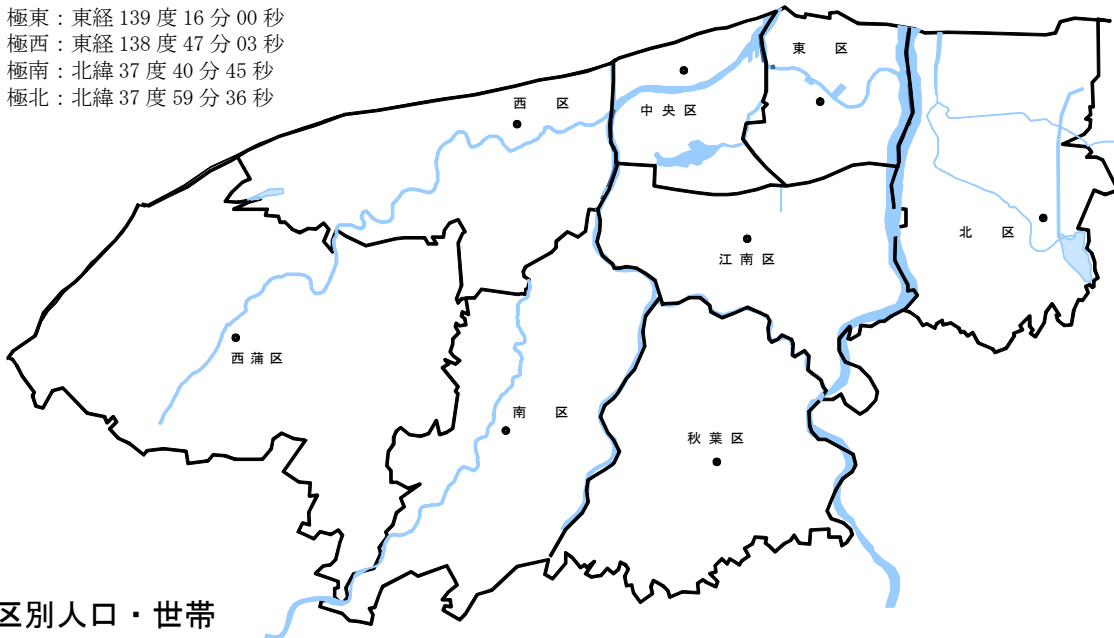 極東：東経 139 度 16 分 00 秒
極西：東経 138 度 47 分 03 秒
極南：北緯 37 度 40 分 45 秒
極北：北緯 37 度 59 分 36 秒
東 区
西 区
中央区
北 区
江南区
西蒲区
南 区
秋葉区
区別人口・世帯